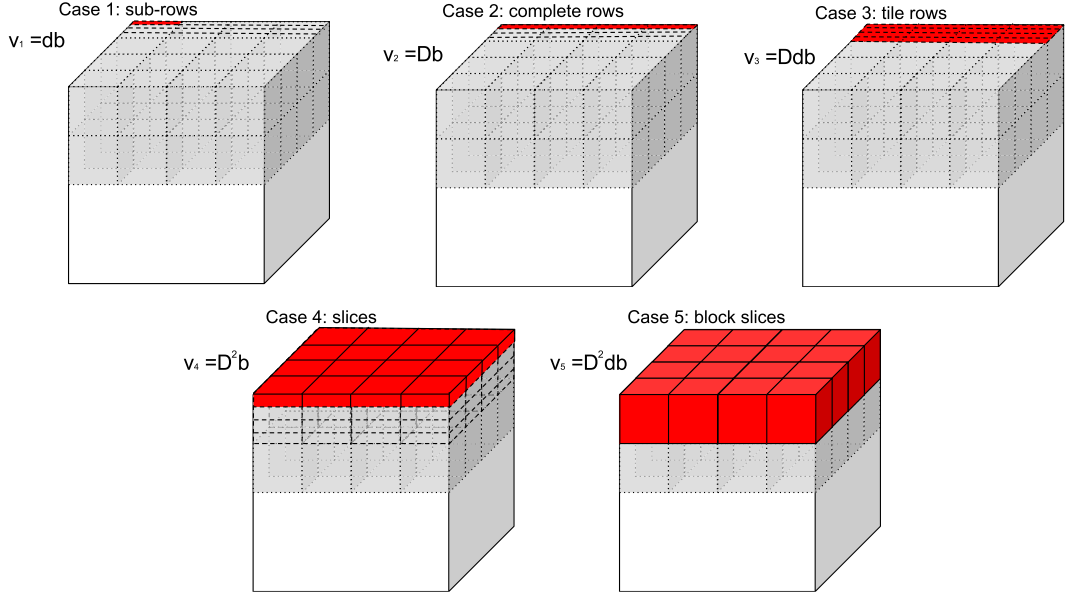 Case 1: sub-rows
v₁ =db
Case 2: complete rows
v₂ =Db
Case 3: tile rows
v₃ =Ddb
Case 4: slices
v₄ =D²b
Case 5: block slices
v₅ =D²db